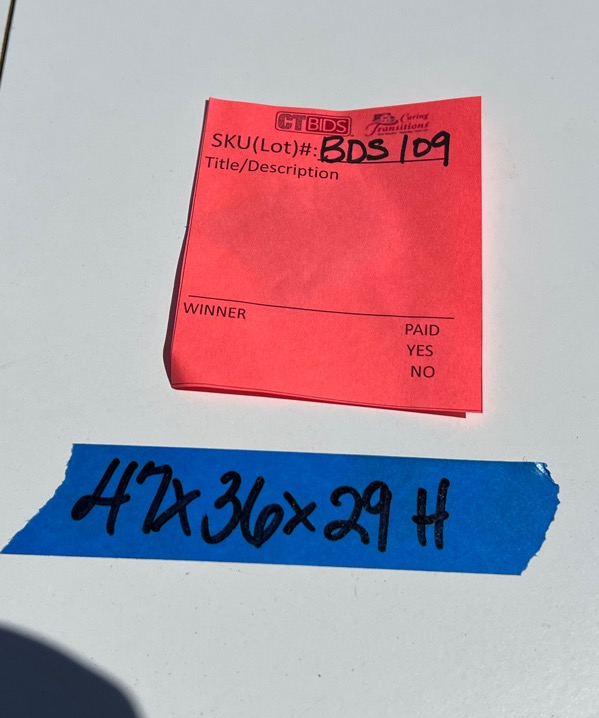 CTBIDS Caring Transitions
SKU(Lot)#: BDS 109
Title/Description
WINNER
PAID
YES
NO
47x36x29 H